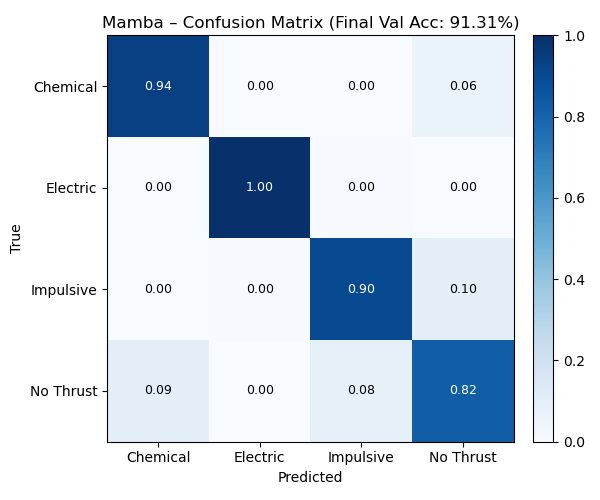 Mamba – Confusion Matrix (Final Val Acc: 91.31%)
Chemical 0.94 0.00 0.00 0.06
Electric 0.00 1.00 0.00 0.00
Impulsive 0.00 0.00 0.90 0.10
No Thrust 0.09 0.00 0.08 0.82
Chemical Electric Impulsive No Thrust
Predicted
True
1.0
0.8
0.6
0.4
0.2
0.0